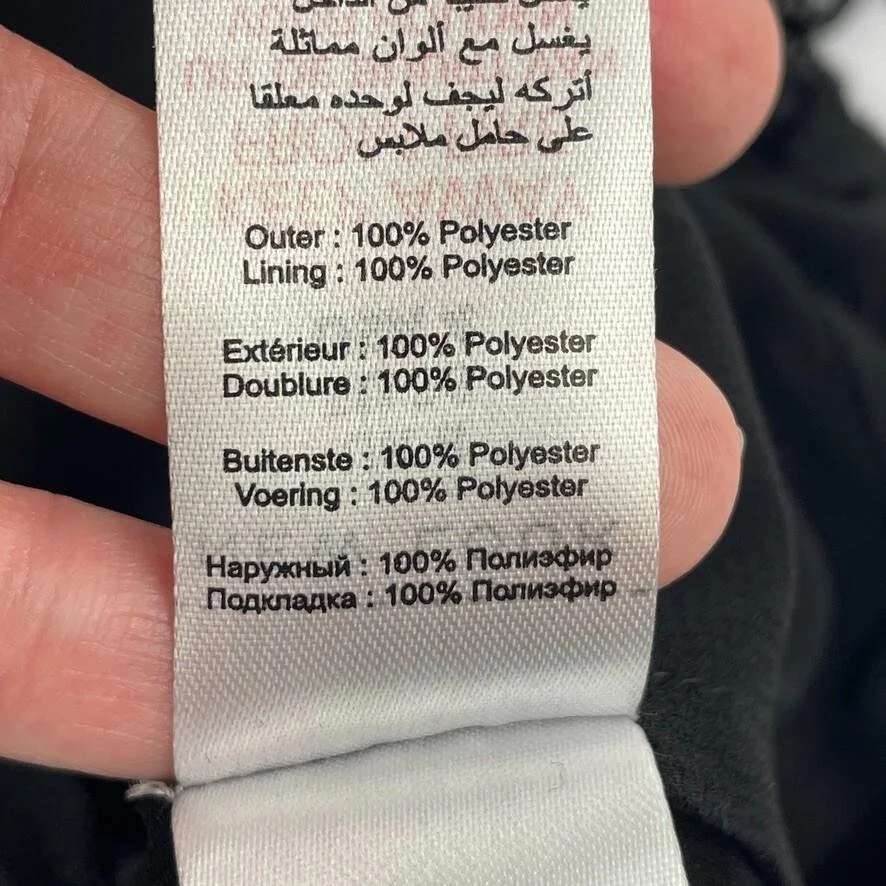 يغسل مع ألوان مماثلة
أتركه ليجف لوحده معلقا
على حامل ملابس
Outer : 100% Polyester
Lining : 100% Polyester
Extérieur : 100% Polyester
Doublure : 100% Polyester
Buitenste : 100% Polyester
Voering : 100% Polyester
Наружный : 100% Полиэфир
Подкладка : 100% Полиэфир